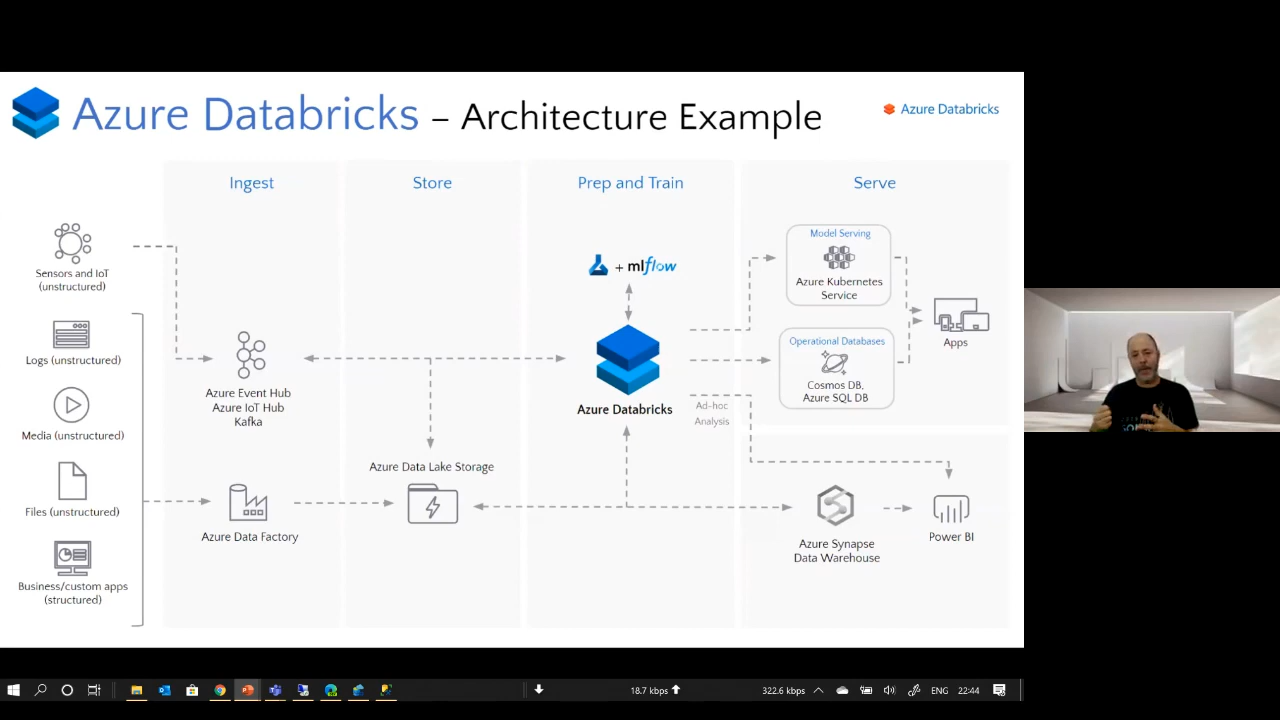 Azure Databricks – Architecture Example
Azure Databricks
Ingest
Store
Prep and Train
Serve
Sensors and IoT
(unstructured)
Logs (unstructured)
Media (unstructured)
Files (unstructured)
Business/custom apps
(structured)
Azure Event Hub
Azure IoT Hub
Kafka
Azure Data Factory
Azure Data Lake Storage
+ mlflow
Azure Databricks
Ad-hoc
Analysis
Model Serving
Azure Kubernetes
Service
Operational Databases
Cosmos DB,
Azure SQL DB
Apps
Azure Synapse
Data Warehouse
Power BI
18.7 kbps
322.6 kbps
ENG
22:44